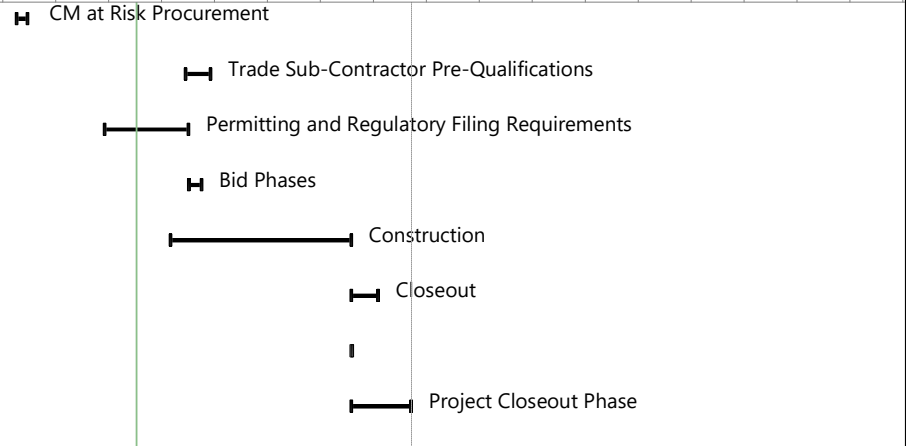 CM at Risk Procurement
Trade Sub-Contractor Pre-Qualifications
Permitting and Regulatory Filing Requirements
Bid Phases
Construction
Closeout
Project Closeout Phase